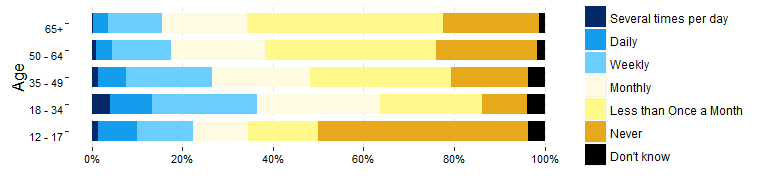 Age
65+
50 - 64
35 - 49
18 - 34
12 - 17
0% 20% 40% 60% 80% 100%
Several times per day
Daily
Weekly
Monthly
Less than Once a Month
Never
Don't know